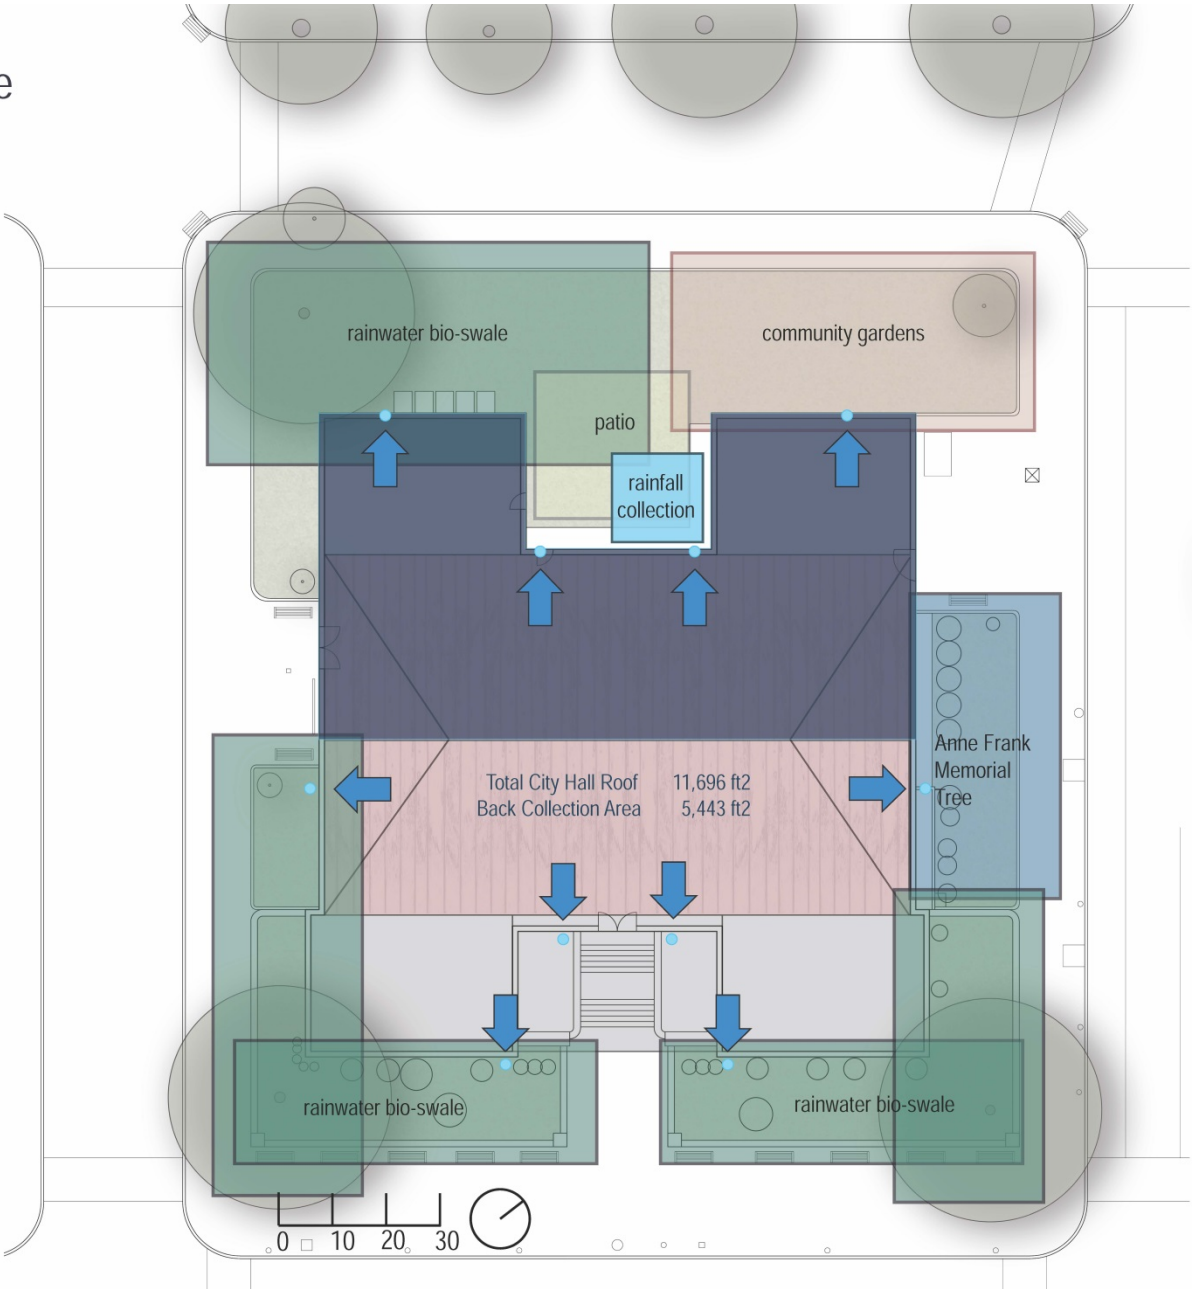 e
rainwater bio-swale
community gardens
patio
rainfall
collection
Anne Frank
Memorial
Tree
Total City Hall Roof 11,696 ft2
Back Collection Area 5,443 ft2
rainwater bio-swale
rainwater bio-swale
0 10 20 30